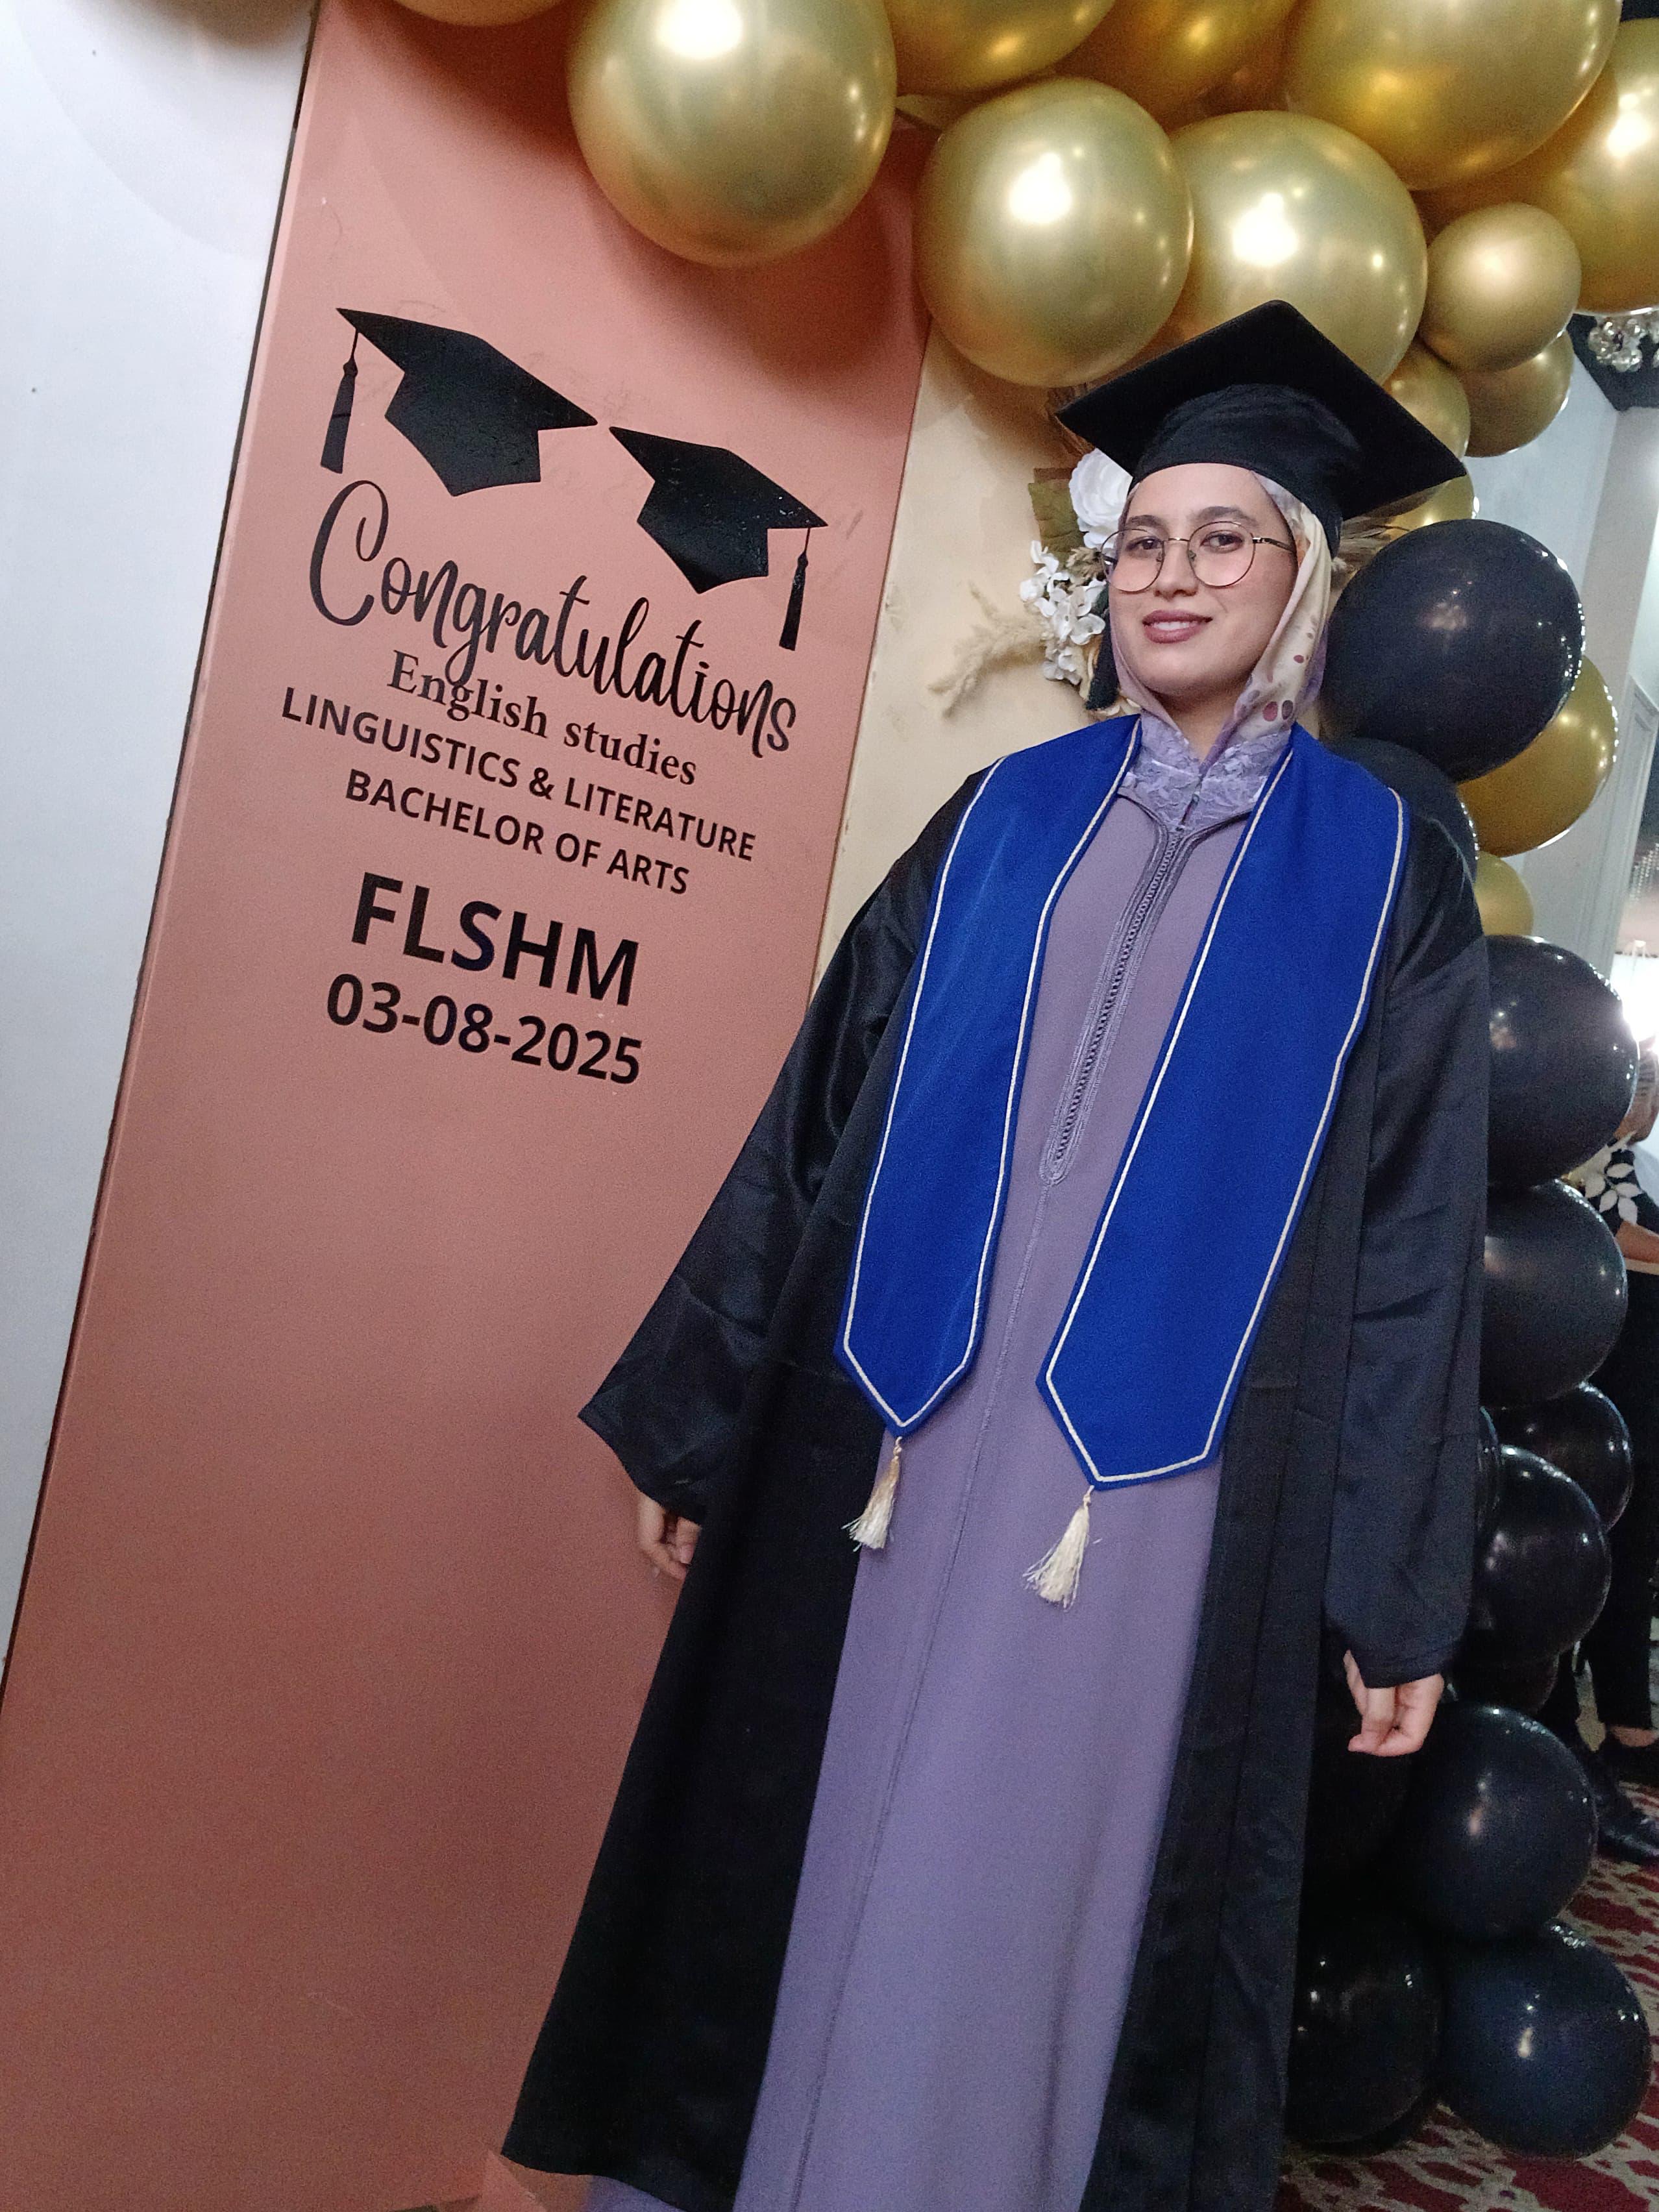 Congratulations
English studies
LINGUISTICS & LITERATURE
BACHELOR OF ARTS
FLSHM
03-08-2025